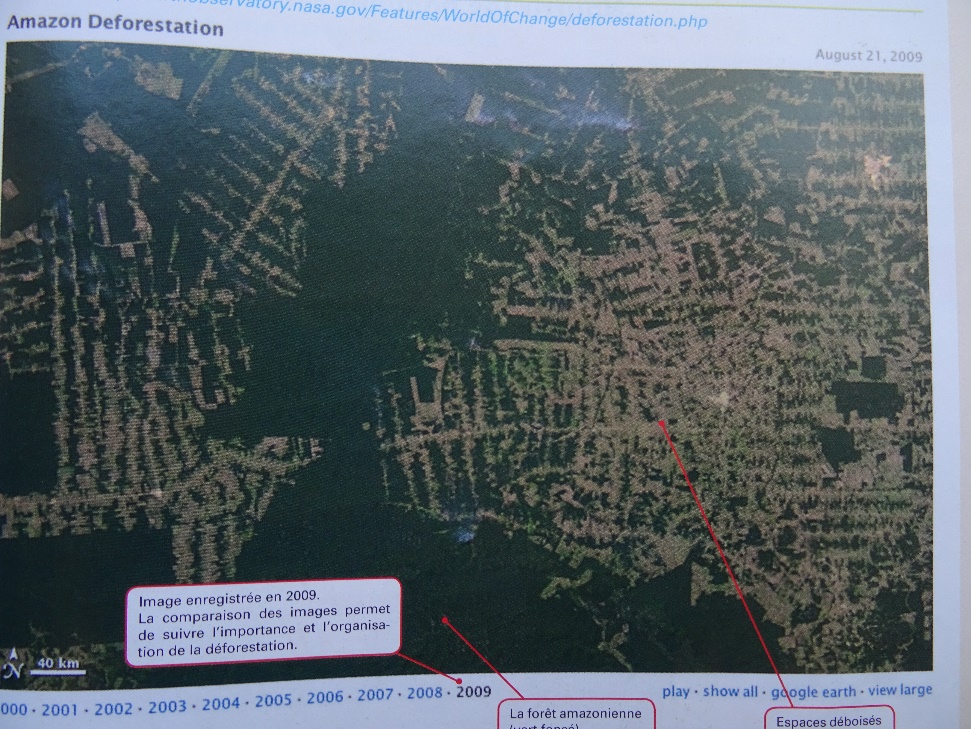 observatory.nasa.gov/Features/WorldOfChange/deforestation.php
Amazon Deforestation
August 21, 2009
Image enregistrée en 2009.
La comparaison des images permet
de suivre l'importance et l'organisa-
tion de la déforestation.
N 40 km
000 · 2001 · 2002 · 2003 · 2004 · 2005 · 2006 · 2007 · 2008 · 2009
play · show all · google earth · view large
La forêt amazonienne
(vert foncé)
Espaces déboisés